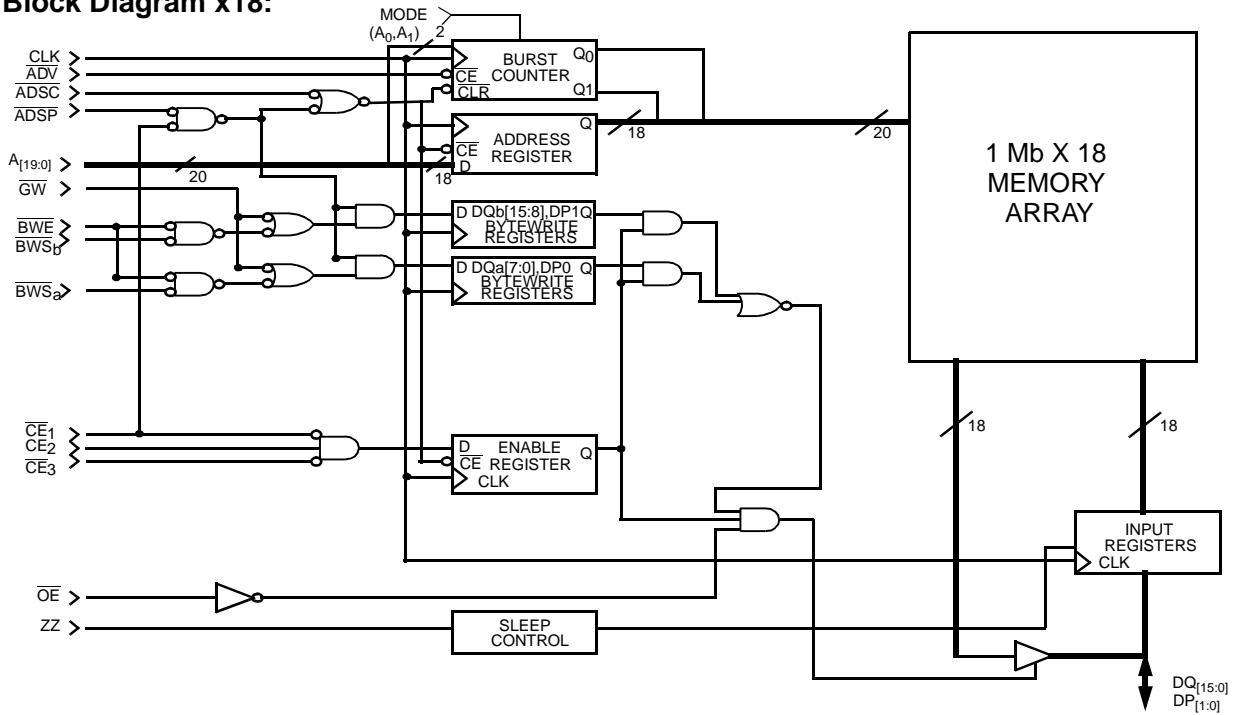 Block Diagram x18:
MODE
(A0,A1) 2
CLK
ADV
ADSC
ADSP
A[19:0]
20
GW
BWE
BWSb
BWSa
CE1
CE2
CE3
OE
ZZ
BURST
COUNTER
CE
CLR
Q0
Q1
ADDRESS
REGISTER
CE
D
Q
18
18
20
D DQb[15:8],DP1Q
BYTEWRITE
REGISTERS
D DQa[7:0],DP0 Q
BYTEWRITE
REGISTERS
D ENABLE Q
CE REGISTER
CLK
SLEEP
CONTROL
1 Mb X 18
MEMORY
ARRAY
18
18
INPUT
REGISTERS
CLK
DQ[15:0]
DP[1:0]